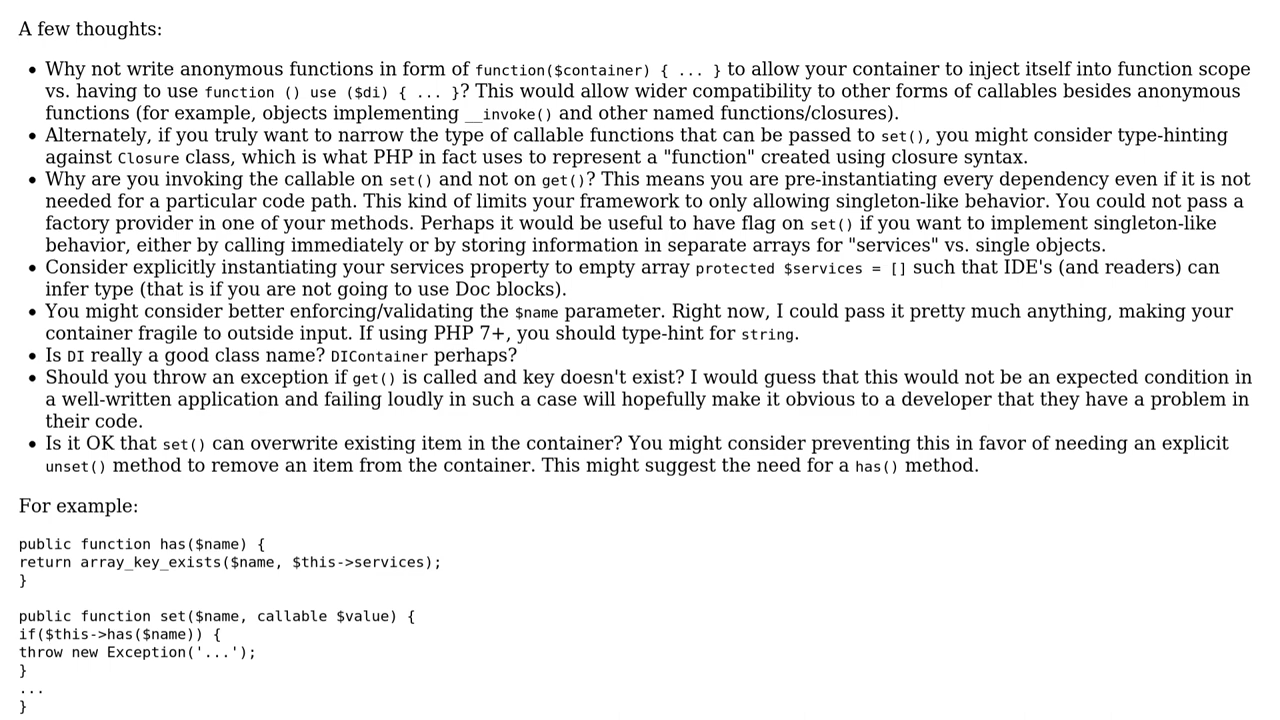 A few thoughts:
• Why not write anonymous functions in form of function($container) { ... } to allow your container to inject itself into function scope
vs. having to use function () use ($di) { ... }? This would allow wider compatibility to other forms of callables besides anonymous
functions (for example, objects implementing __invoke() and other named functions/closures).
• Alternately, if you truly want to narrow the type of callable functions that can be passed to set(), you might consider type-hinting
against Closure class, which is what PHP in fact uses to represent a "function" created using closure syntax.
• Why are you invoking the callable on set() and not on get()? This means you are pre-instantiating every dependency even if it is not
needed for a particular code path. This kind of limits your framework to only allowing singleton-like behavior. You could not pass a
factory provider in one of your methods. Perhaps it would be useful to have flag on set() if you want to implement singleton-like
behavior, either by calling immediately or by storing information in separate arrays for "services" vs. single objects.
• Consider explicitly instantiating your services property to empty array protected $services = [] such that IDE's (and readers) can
infer type (that is if you are not going to use Doc blocks).
• You might consider better enforcing/validating the $name parameter. Right now, I could pass it pretty much anything, making your
container fragile to outside input. If using PHP 7+, you should type-hint for string.
• Is DI really a good class name? DIContainer perhaps?
• Should you throw an exception if get() is called and key doesn't exist? I would guess that this would not be an expected condition in
a well-written application and failing loudly in such a case will hopefully make it obvious to a developer that they have a problem in
their code.
• Is it OK that set() can overwrite existing item in the container? You might consider preventing this in favor of needing an explicit
unset() method to remove an item from the container. This might suggest the need for a has() method.
For example:
public function has($name) {
return array_key_exists($name, $this->services);
}
public function set($name, callable $value) {
if($this->has($name)) {
throw new Exception('...');
}
...
}